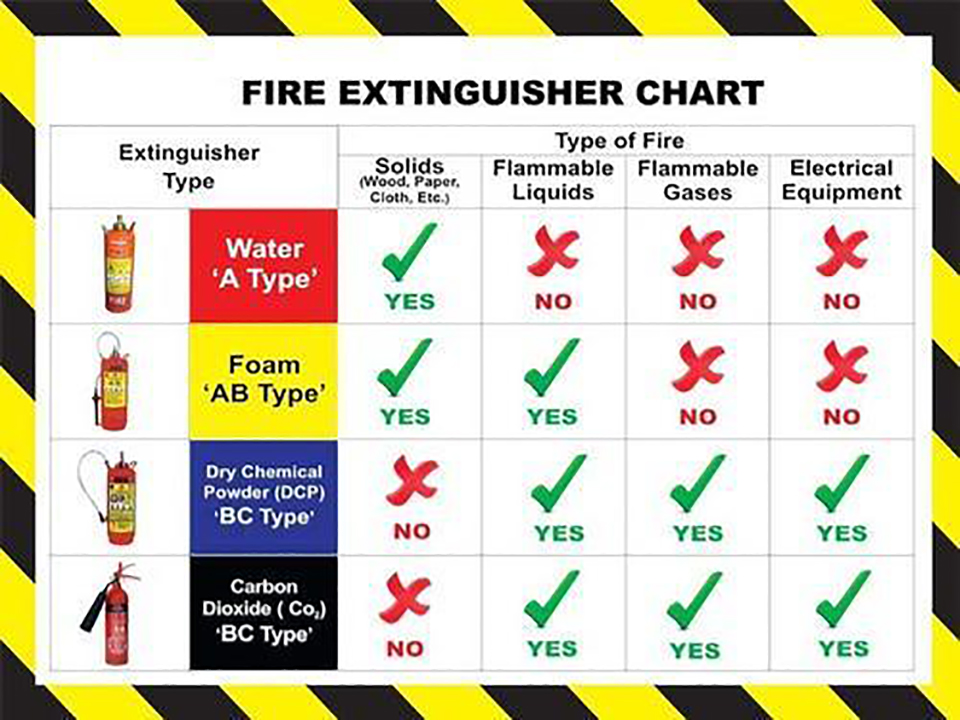 FIRE EXTINGUISHER CHART
Extinguisher
Type
Type of Fire
Solids
(Wood, Paper,
Cloth, Etc.)
Flammable
Liquids
Flammable
Gases
Electrical
Equipment
Water
‘A Type’
YES
NO
NO
NO
Foam
‘AB Type’
YES
YES
NO
NO
Dry Chemical
Powder (DCP)
‘BC Type’
NO
YES
YES
YES
Carbon
Dioxide ( Co₂)
‘BC Type’
NO
YES
YES
YES